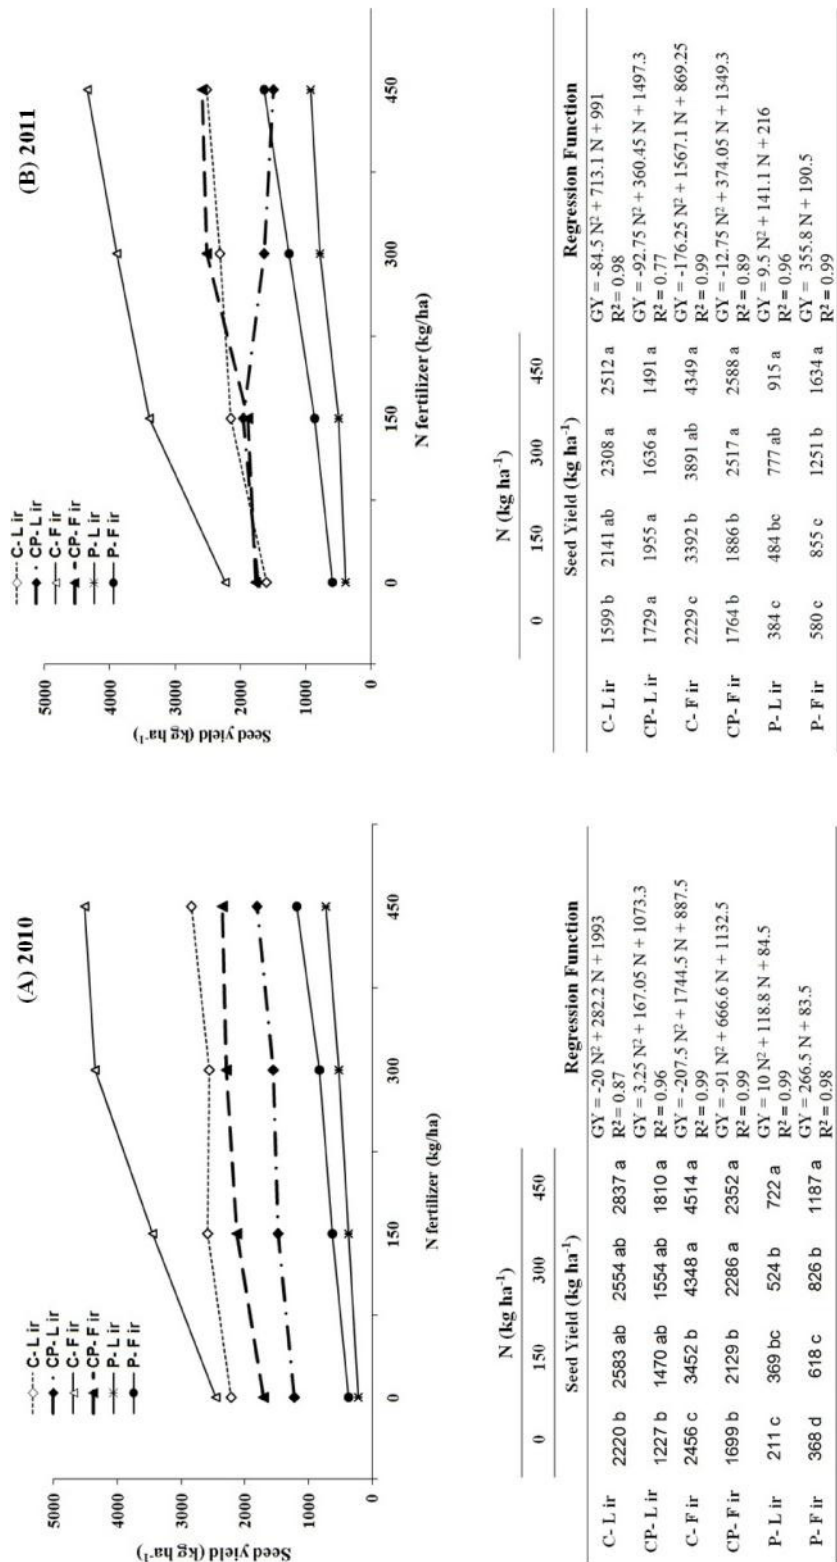 (A) 2010
C- L ir
CP- L ir
C- F ir
CP- F ir
P- L ir
P- F ir
5000
4000
3000
2000
1000
0
Seed yield (kg ha⁻¹)
0 150 300 450
N fertilizer (kg/ha)
N (kg ha⁻¹)
0 150 300 450
Seed Yield (kg ha⁻¹) Regression Function
C- L ir 2220 b 2583 ab 2554 ab 2837 a GY = -20 N² + 282.2 N + 1993
R² = 0.87
CP- L ir 1227 b 1470 ab 1554 ab 1810 a GY = 3.25 N² + 167.05 N + 1073.3
R² = 0.96
C- F ir 2456 c 3452 b 4348 a 4514 a GY = -207.5 N² + 1744.5 N + 887.5
R² = 0.99
CP- F ir 1699 b 2129 b 2286 a 2352 a GY = -91 N² + 666.6 N + 1132.5
R² = 0.99
P- L ir 211 c 369 bc 524 b 722 a GY = 10 N² + 118.8 N + 84.5
R² = 0.99
P- F ir 368 d 618 c 826 b 1187 a GY = 266.5 N + 83.5
R² = 0.98
(B) 2011
C- L ir
CP- L ir
C- F ir
CP- F ir
P- L ir
P- F ir
5000
4000
3000
2000
1000
0
Seed yield (kg ha⁻¹)
0 150 300 450
N fertilizer (kg/ha)
N (kg ha⁻¹)
0 150 300 450
Seed Yield (kg ha⁻¹) Regression Function
C- L ir 1599 b 2141 ab 2308 a 2512 a GY = -84.5 N² + 713.1 N + 991
R² = 0.98
CP- L ir 1729 a 1955 a 1636 a 1491 a GY = -92.75 N² + 360.45 N + 1497.3
R² = 0.77
C- F ir 2229 c 3392 b 3891 ab 4349 a GY = -176.25 N² + 1567.1 N + 869.25
R² = 0.99
CP- F ir 1764 b 1886 b 2517 a 2588 a GY = -12.75 N² + 374.05 N + 1349.3
R² = 0.89
P- L ir 384 c 484 bc 777 ab 915 a GY = 9.5 N² + 141.1 N + 216
R² = 0.96
P- F ir 580 c 855 c 1251 b 1634 a GY = 355.8 N + 190.5
R² = 0.99